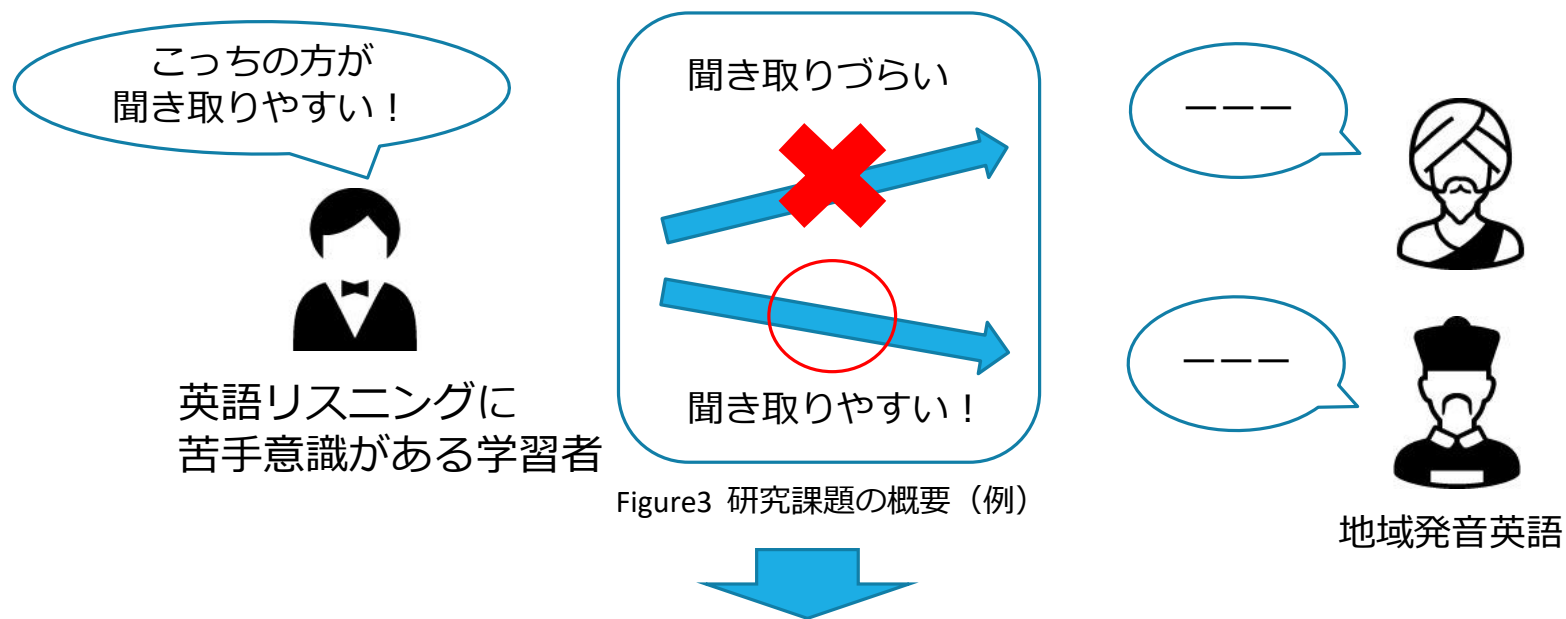 こっちの方が
聞き取りやすい！
聞き取りづらい
聞き取りやすい！
ーーー
ーーー
英語リスニングに
苦手意識がある学習者
Figure3 研究課題の概要（例）
地域発音英語